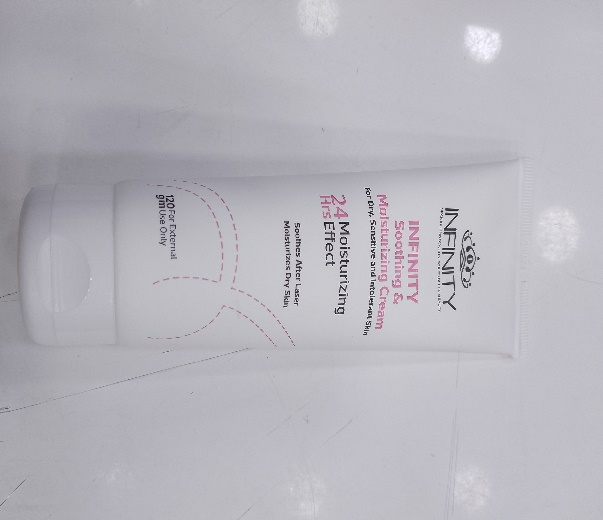 INFINITY
INFINITY
Soothing &
Moisturizing Cream
For Dry, Sensitive and Intolerant Skin
24 Hrs Moisturizing
Effect
Soothes After Laser
Moisturizes Dry Skin
120 gm
For External
Use Only